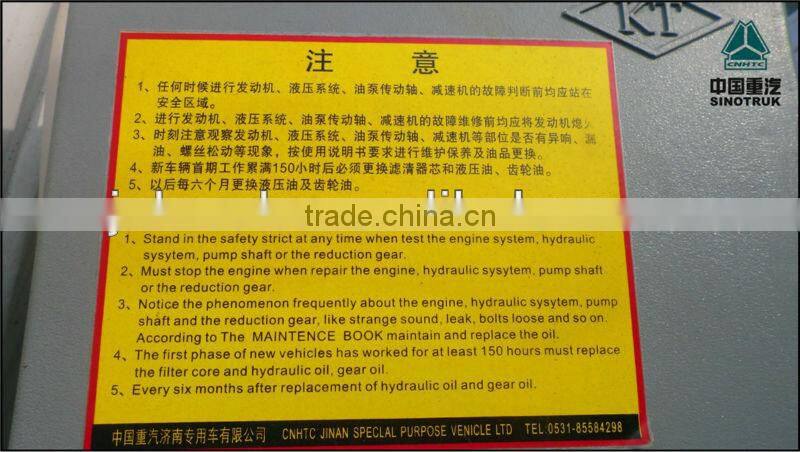 KT
CNHTC
中国重汽
SINOTRUK
注 意
1、任何时候进行发动机、液压系统、油泵传动轴、减速机的故障判断前均应站在
安全区域。
2、进行发动机、液压系统、油泵传动轴、减速机的故障维修前均应将发动机熄火
3、时刻注意观察发动机、液压系统、油泵传动轴、减速机等部位是否有异响、漏
油、螺丝松动等现象，按使用说明书要求进行维护保养及油品更换。
4、新车辆首期工作累满150小时后必须更换滤清器芯和液压油、齿轮油。
5、以后每六个月更换液压油及齿轮油。
trade.china.cn
1、Stand in the safety strict at any time when test the engine system, hydraulic
sysytem, pump shaft or the reduction gear.
2、Must stop the engine when repair the engine, hydraulic sysytem, pump shaft
or the reduction gear.
3、Notice the phenomenon frequently about the engine, hydraulic sysytem, pump
shaft and the reduction gear, like strange sound, leak, bolts loose and so on.
According to The MAINTENCE BOOK maintain and replace the oil.
4、The first phase of new vehicles has worked for at least 150 hours must replace
the filter core and hydraulic oil, gear oil.
5、Every six months after replacement of hydraulic oil and gear oil.
中国重汽济南专用车有限公司 CNHTC JINAN SPECLAL PURPOSE VENICLE LTD TEL:0531-85584298